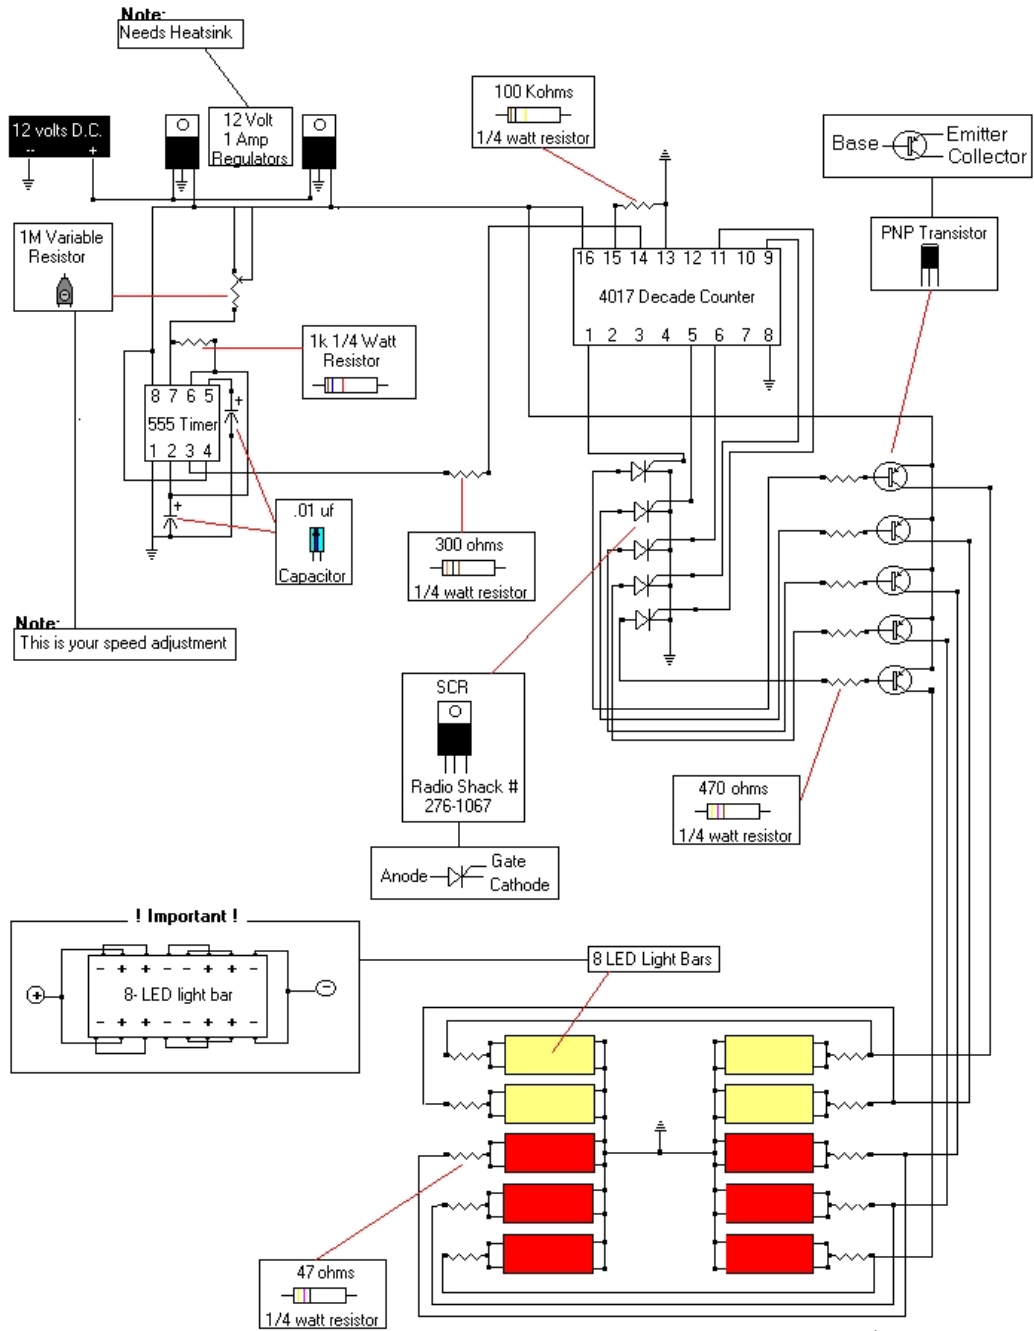 Note:
Needs Heatsink
12 volts D.C.
-- +
12 Volt
1 Amp
Regulators
100 Kohms
1/4 watt resistor
Base
Emitter
Collector
PNP Transistor
1M Variable
Resistor
16 15 14 13 12 11 10 9
4017 Decade Counter
1 2 3 4 5 6 7 8
1k 1/4 Watt
Resistor
8 7 6 5
+
555 Timer
1 2 3 4
+
.01 uf
Capacitor
300 ohms
1/4 watt resistor
Note:
This is your speed adjustment
SCR
Radio Shack #
276-1067
Anode
Gate
Cathode
470 ohms
1/4 watt resistor
! Important !
- + + - - + + -
+ 8- LED light bar -
- + + - - + + -
8 LED Light Bars
47 ohms
1/4 watt resistor